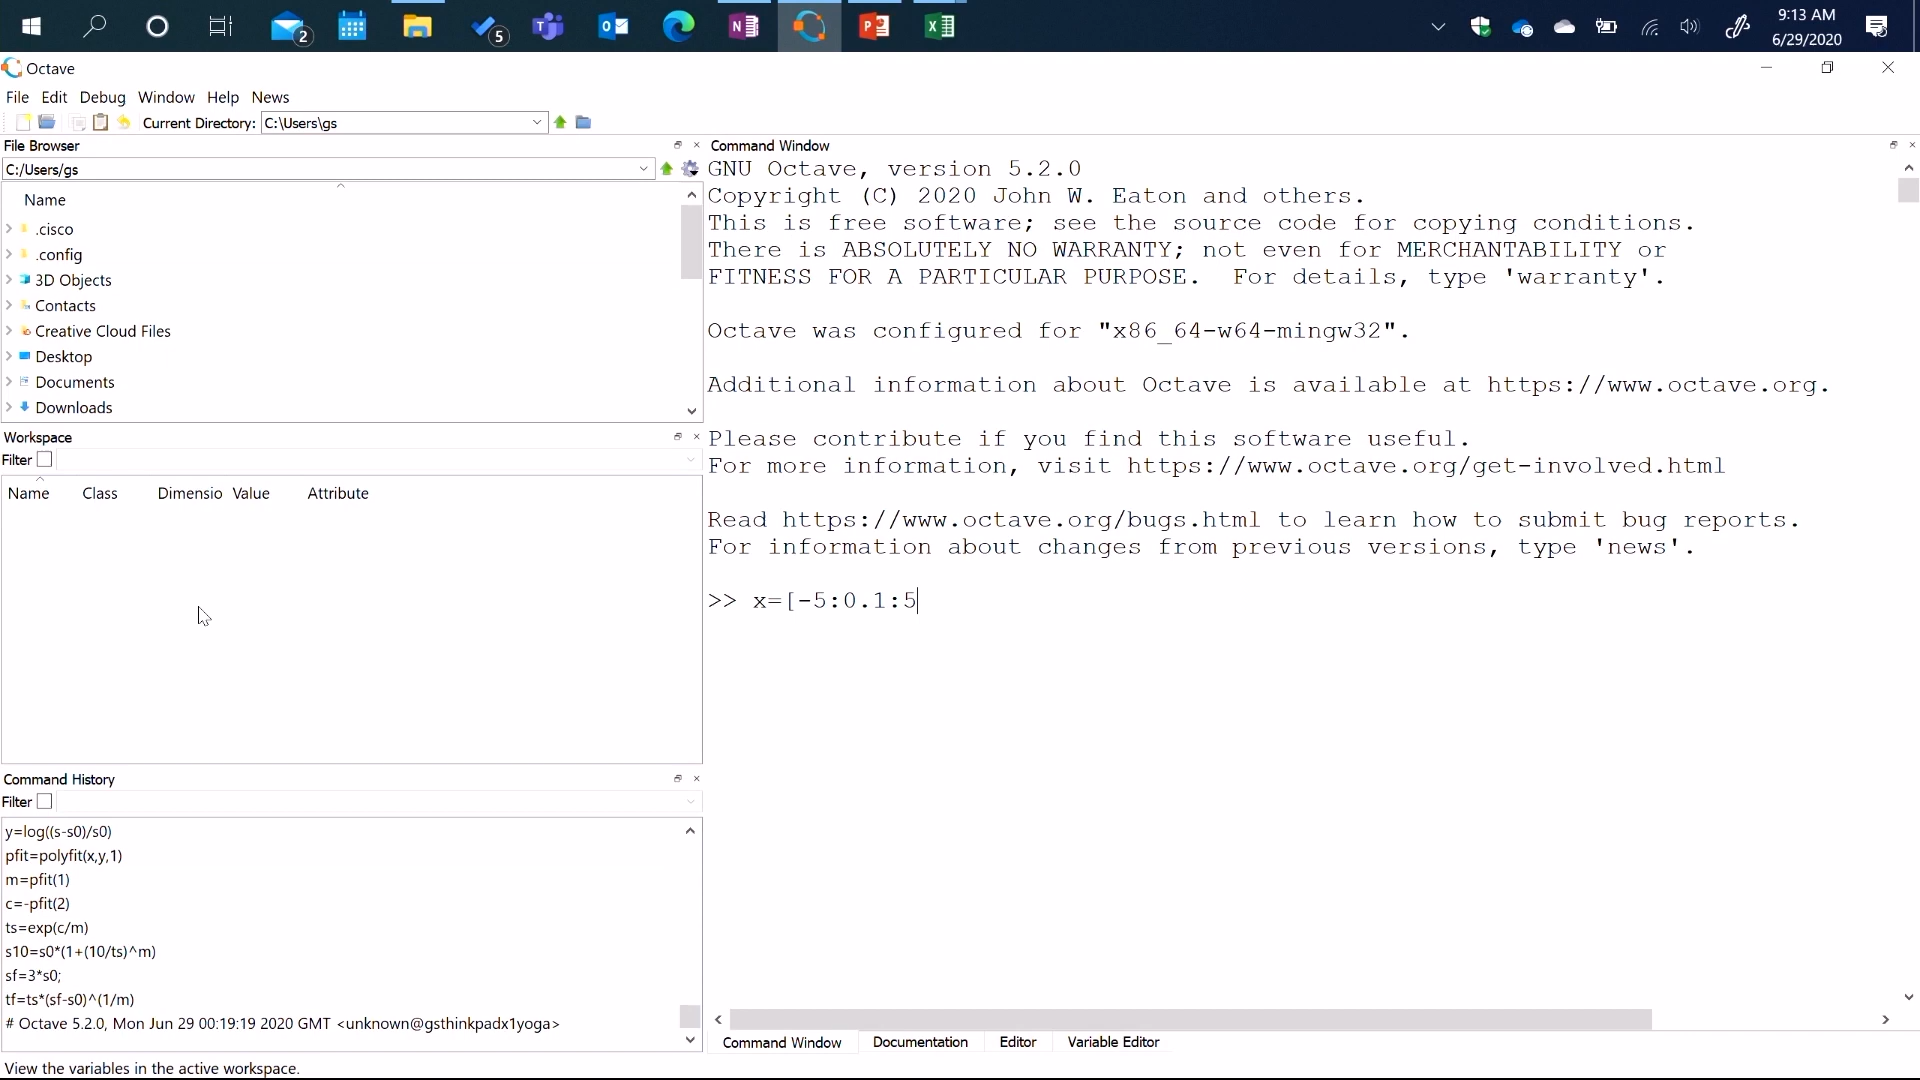 2
5
9:13 AM
6/29/2020
Octave
File Edit Debug Window Help News
Current Directory: C:\Users\gs
File Browser
C:/Users/gs
Name
.cisco
.config
3D Objects
Contacts
Creative Cloud Files
Desktop
Documents
Downloads
Workspace
Filter
Name Class Dimensio Value Attribute
Command History
Filter
y=log((s-s0)/s0)
pfit=polyfit(x,y,1)
m=pfit(1)
c=-pfit(2)
ts=exp(c/m)
s10=s0*(1+(10/ts)^m)
sf=3*s0;
tf=ts*(sf-s0)^(1/m)
# Octave 5.2.0, Mon Jun 29 00:19:19 2020 GMT <unknown@gsthinkpadx1yoga>
View the variables in the active workspace.
Command Window
GNU Octave, version 5.2.0
Copyright (C) 2020 John W. Eaton and others.
This is free software; see the source code for copying conditions.
There is ABSOLUTELY NO WARRANTY; not even for MERCHANTABILITY or
FITNESS FOR A PARTICULAR PURPOSE.  For details, type 'warranty'.
Octave was configured for "x86_64-w64-mingw32".
Additional information about Octave is available at https://www.octave.org.
Please contribute if you find this software useful.
For more information, visit https://www.octave.org/get-involved.html
Read https://www.octave.org/bugs.html to learn how to submit bug reports.
For information about changes from previous versions, type 'news'.
>> x=[-5:0.1:5
Command Window Documentation Editor Variable Editor